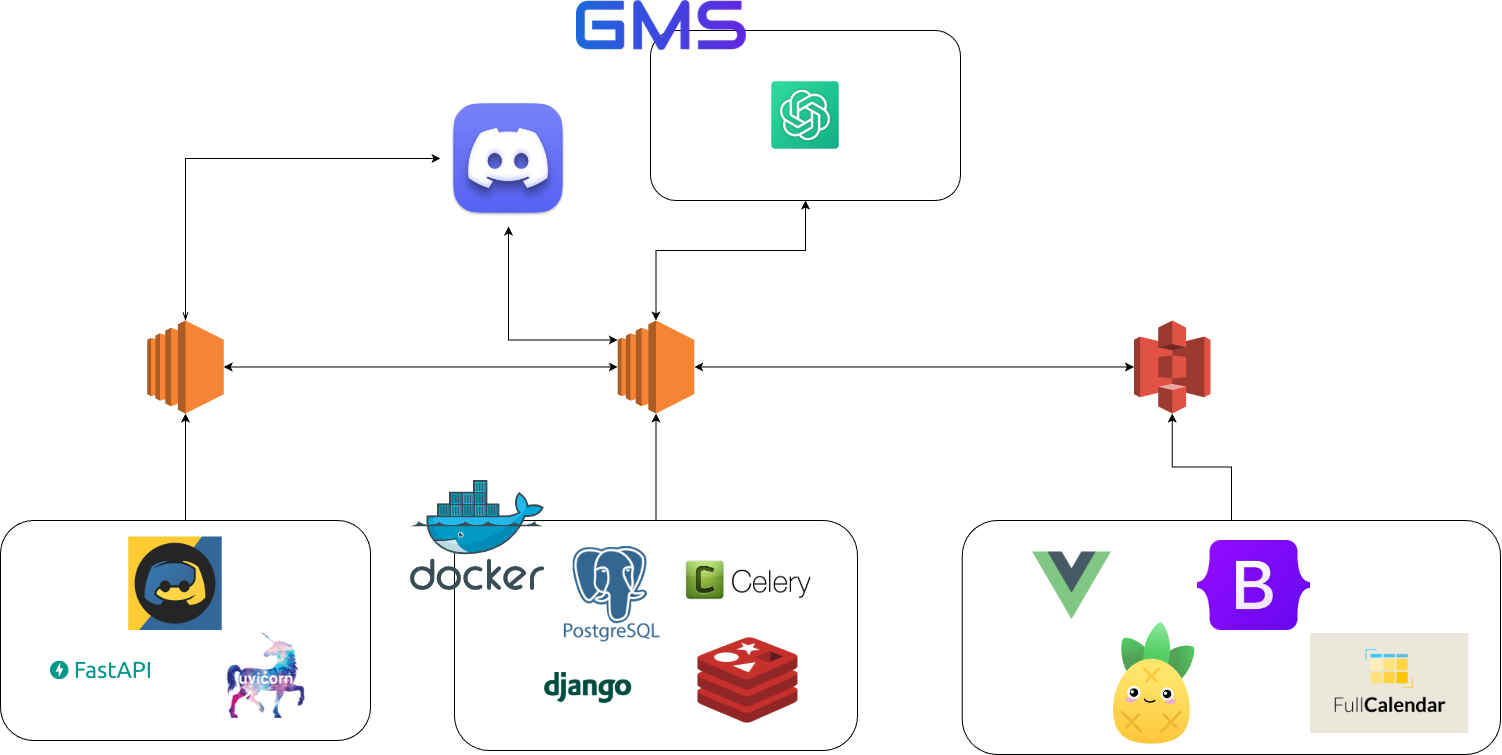 GMS
docker
PostgreSQL
C Celery
FastAPI
uvicorn
django
B
FullCalendar